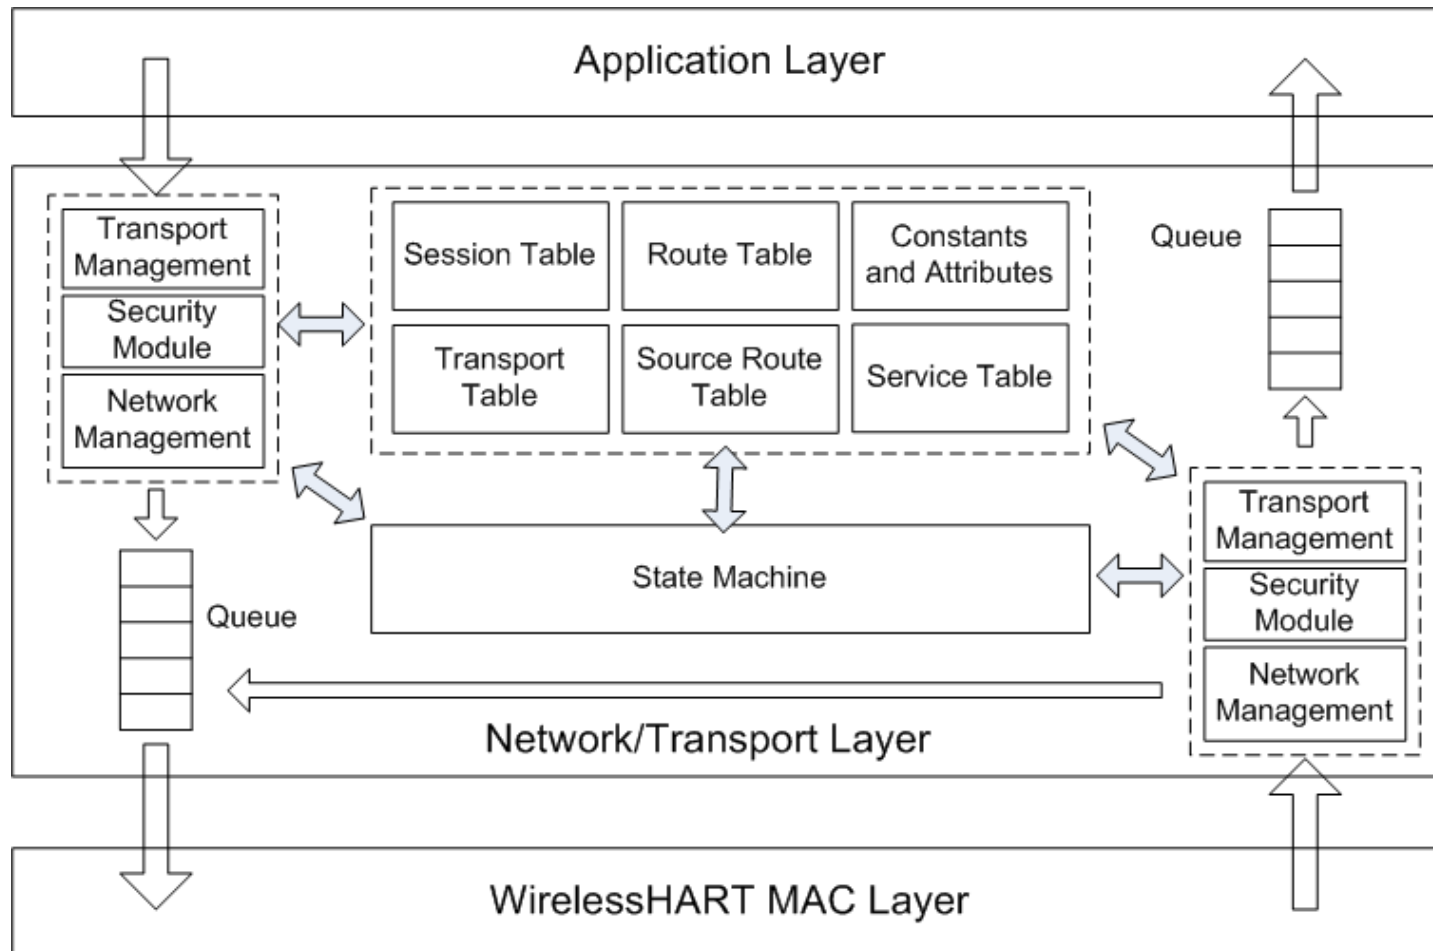 Application Layer
Transport
Management
Security
Module
Network
Management
Session Table
Route Table
Constants
and Attributes
Transport
Table
Source Route
Table
Service Table
Queue
State Machine
Queue
Transport
Management
Security
Module
Network
Management
Network/Transport Layer
WirelessHART MAC Layer